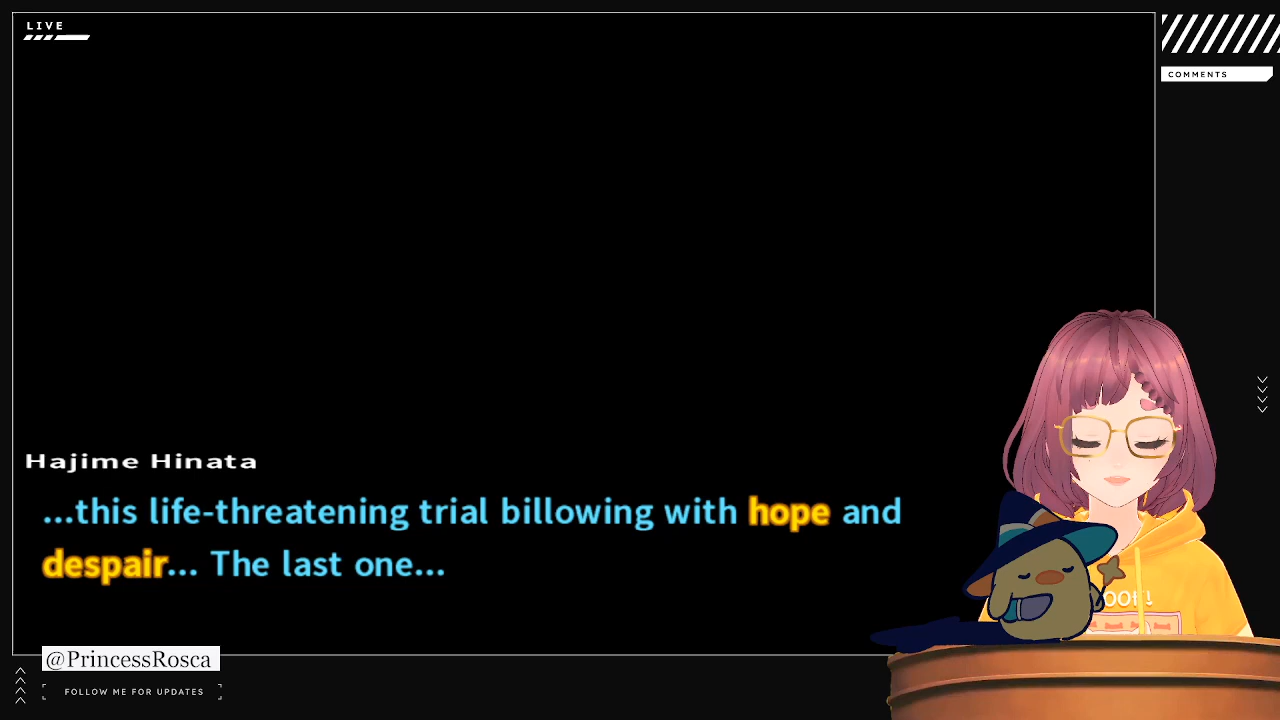 LIVE
COMMENTS
Hajime Hinata
...this life-threatening trial billowing with hope and
despair... The last one...
@PrincessRosca
FOLLOW ME FOR UPDATES